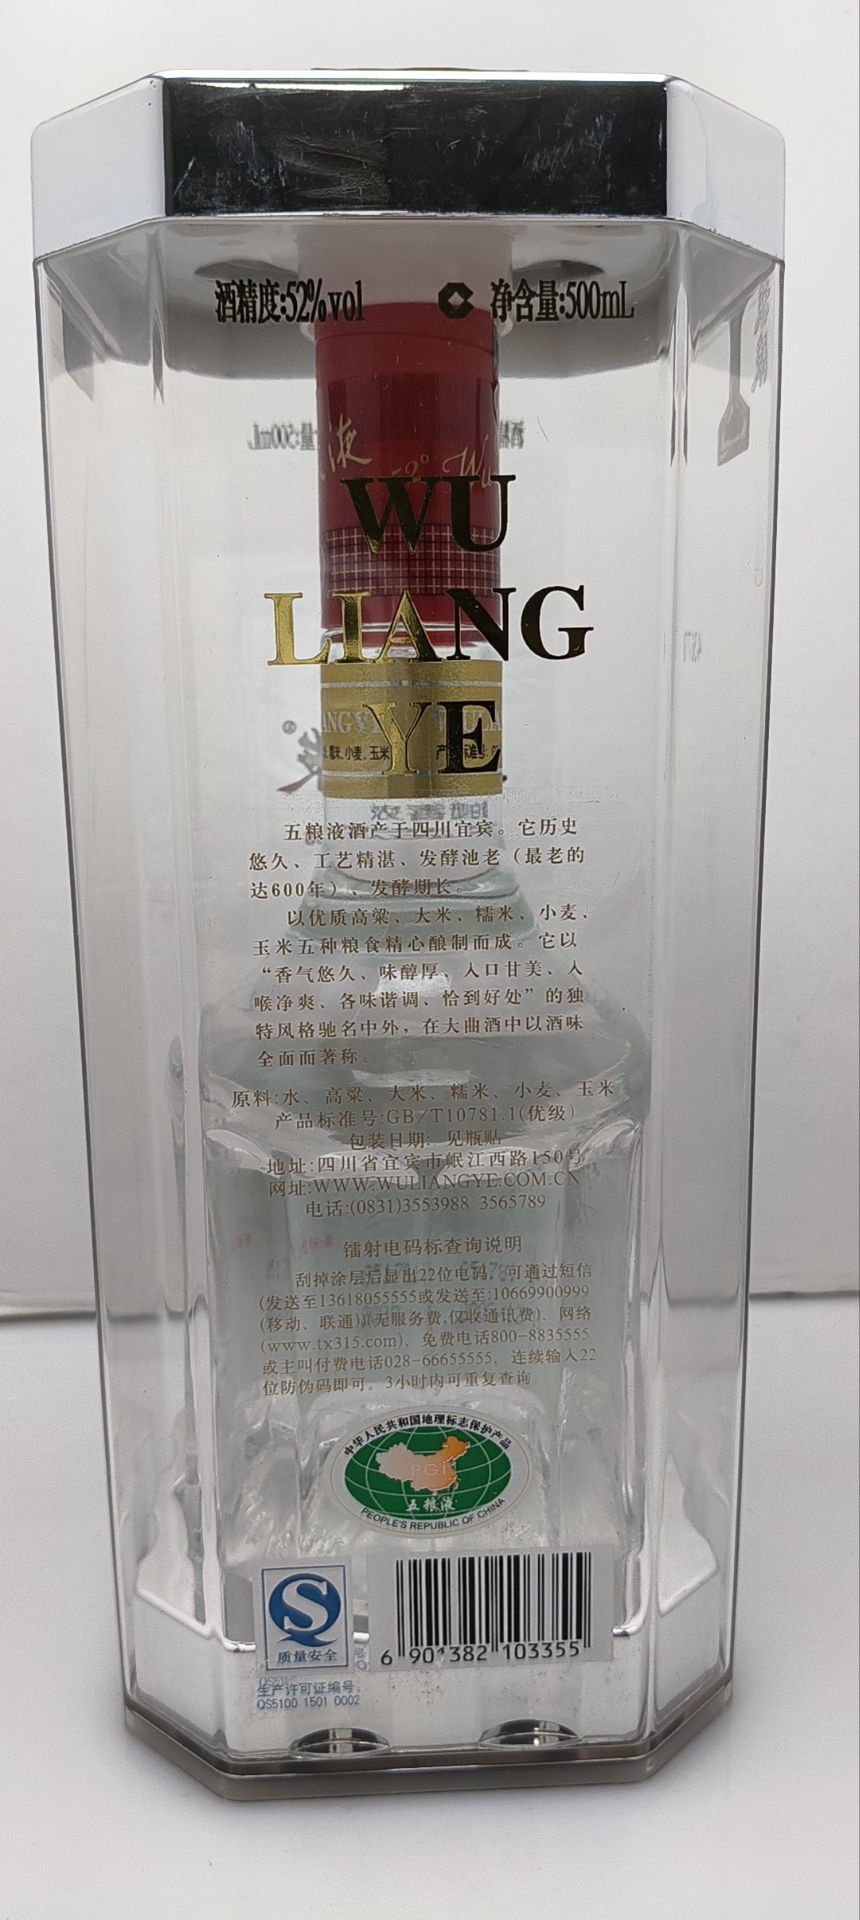 酒精度:52%vol 净含量:500mL
液
52° Wu
WU
LIANG
YE
小麦、玉米
五粮液酒产于四川宜宾。它历史
悠久、工艺精湛、发酵池老（最老的
达600年）、发酵期长。
以优质高粱、大米、糯米、小麦、
玉米五种粮食精心酿制而成。它以
“香气悠久、味醇厚、入口甘美、入
喉净爽、各味谐调、恰到好处”的独
特风格驰名中外，在大曲酒中以酒味
全面而著称。
原料:水、高粱、大米、糯米、小麦、玉米
产品标准号:GB/T10781.1(优级)
包装日期: 见瓶贴
地址:四川省宜宾市岷江西路150号
网址:WWW.WULIANGYE.COM.CN
电话:(0831)3553988 3565789
镭射电码标查询说明
刮掉涂层后显出22位电码，可通过短信
(发送至13618055555或发送至:10669900999
(移动、联通))(无服务费,仅收通讯费)、网络
(www.tx315.com)、免费电话800-8835555
或主叫付费电话028-66655555、连续输入22
位防伪码即可。3小时内可重复查询
中华人民共和国地理标志保护产品
PGI
五粮液
PEOPLE'S REPUBLIC OF CHINA
质量安全
6 901382 103355
生产许可证编号
QS5100 1501 0002